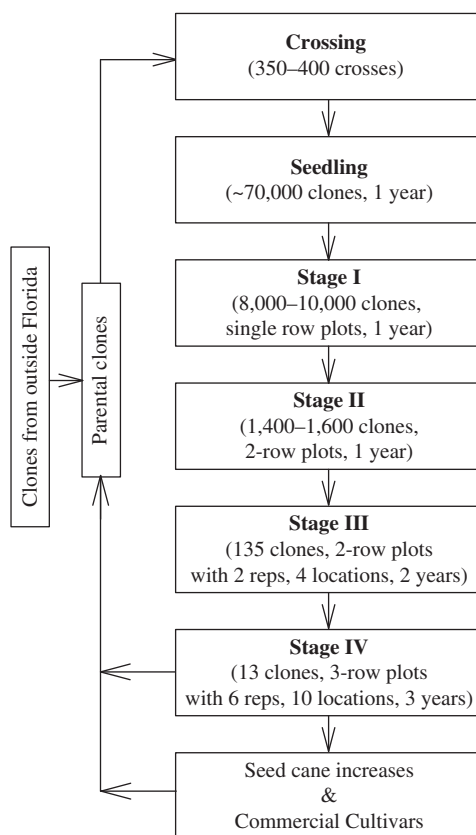 Crossing
(350–400 crosses)
Seedling
(~70,000 clones, 1 year)
Stage I
(8,000–10,000 clones,
single row plots, 1 year)
Stage II
(1,400–1,600 clones,
2-row plots, 1 year)
Stage III
(135 clones, 2-row plots
with 2 reps, 4 locations, 2 years)
Stage IV
(13 clones, 3-row plots
with 6 reps, 10 locations, 3 years)
Seed cane increases
&
Commercial Cultivars
Clones from outside Florida
Parental clones